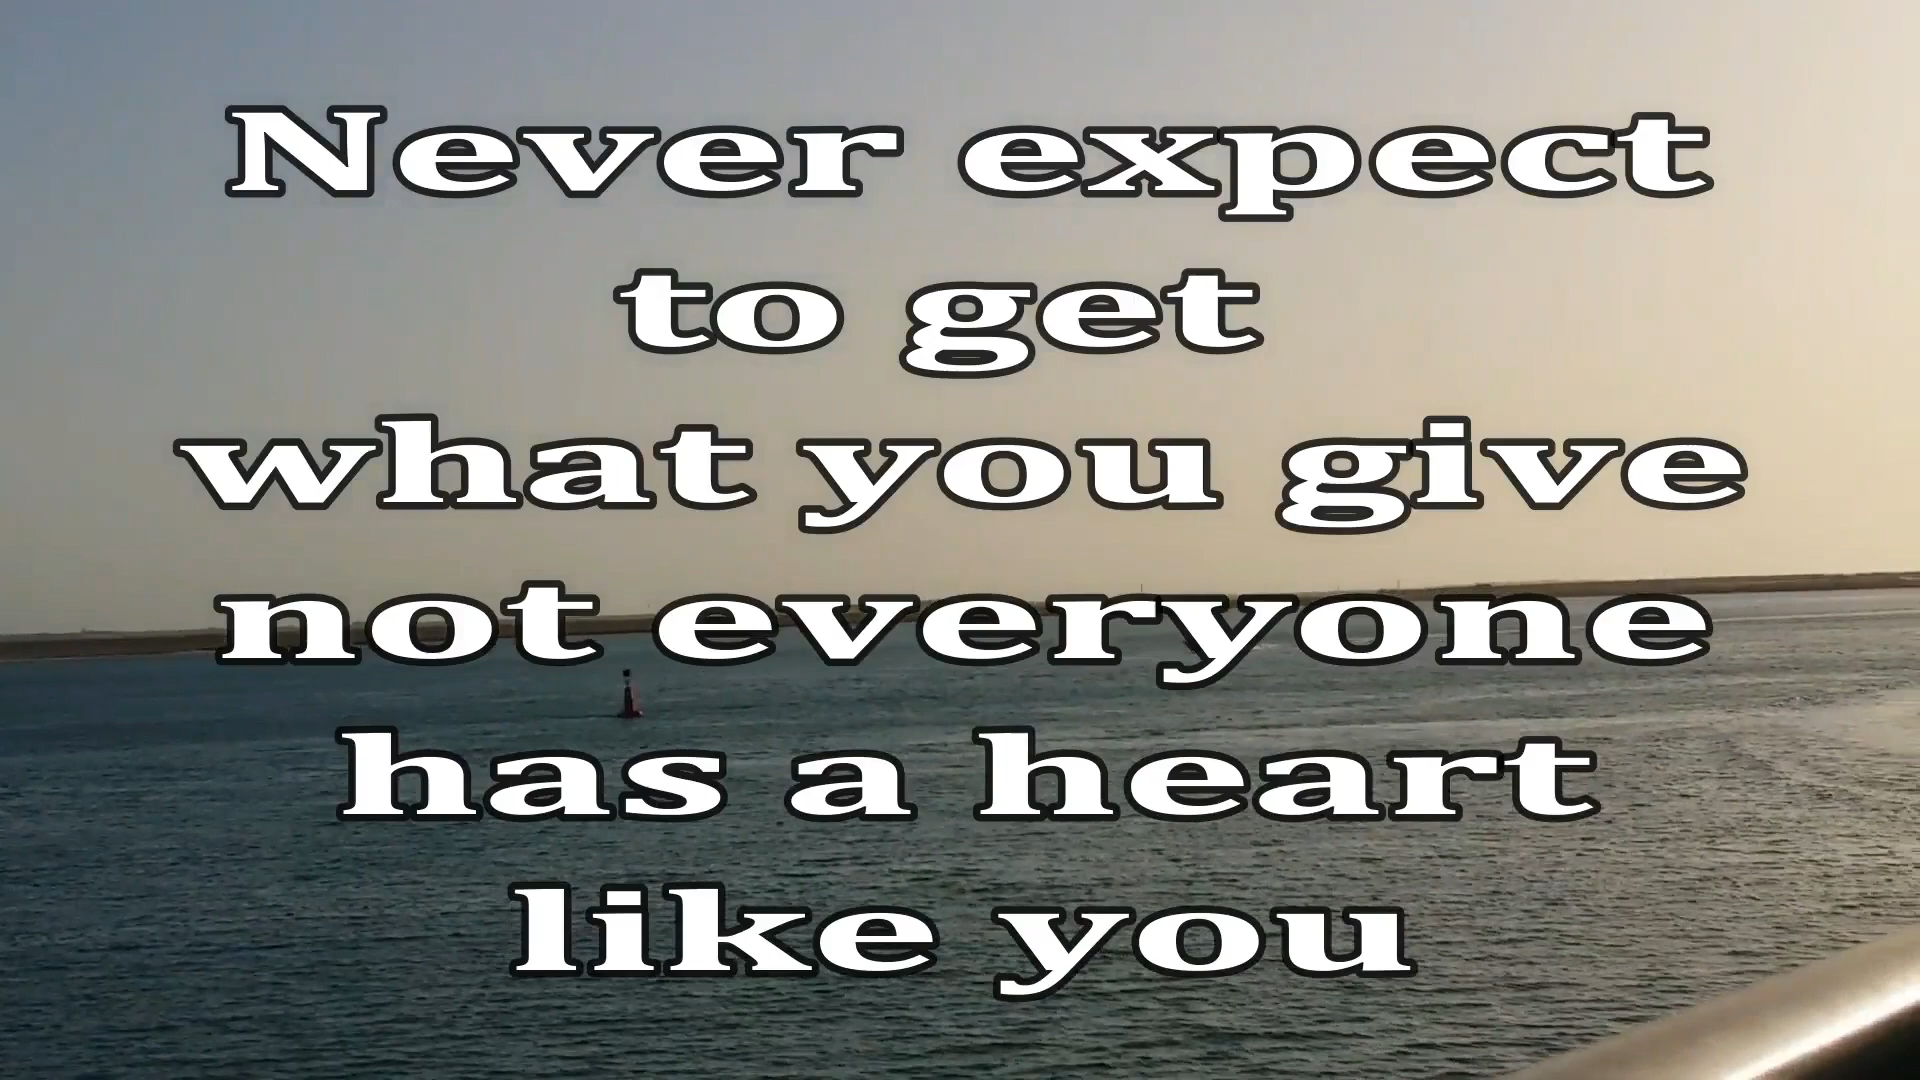 Never expect
to get
what you give
not everyone
has a heart
like you